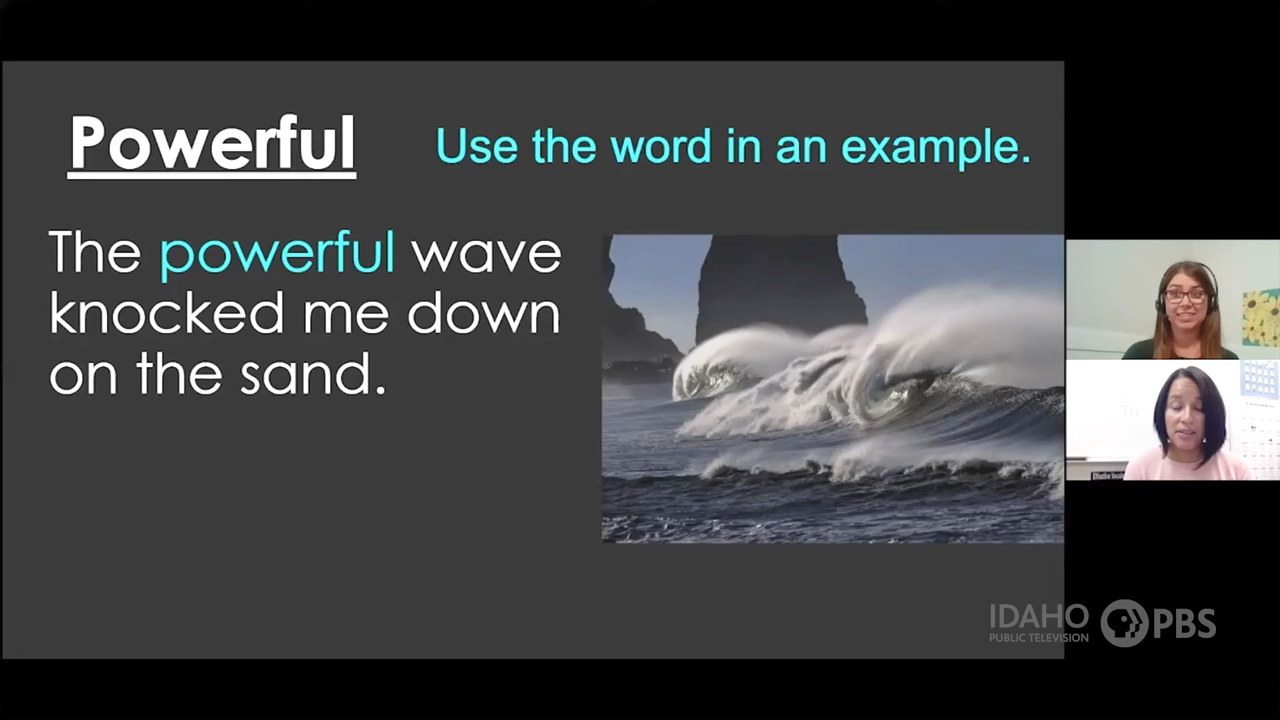 Powerful
Use the word in an example.
The powerful wave
knocked me down
on the sand.
IDAHO
PUBLIC TELEVISION
PBS